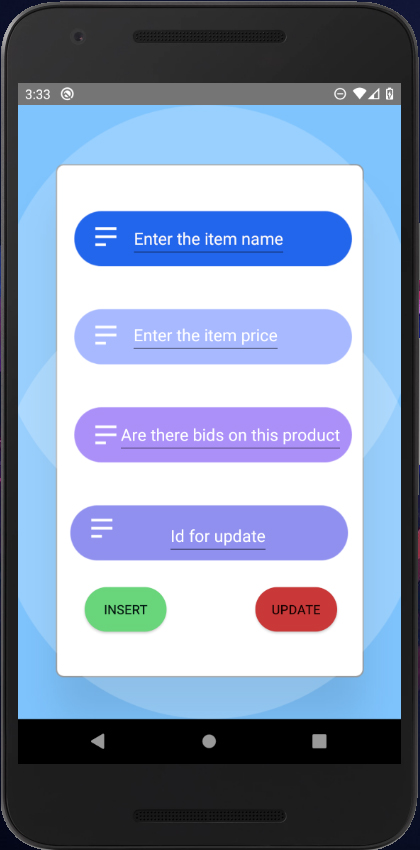 3:33
Enter the item name
Enter the item price
Are there bids on this product
Id for update
INSERT
UPDATE